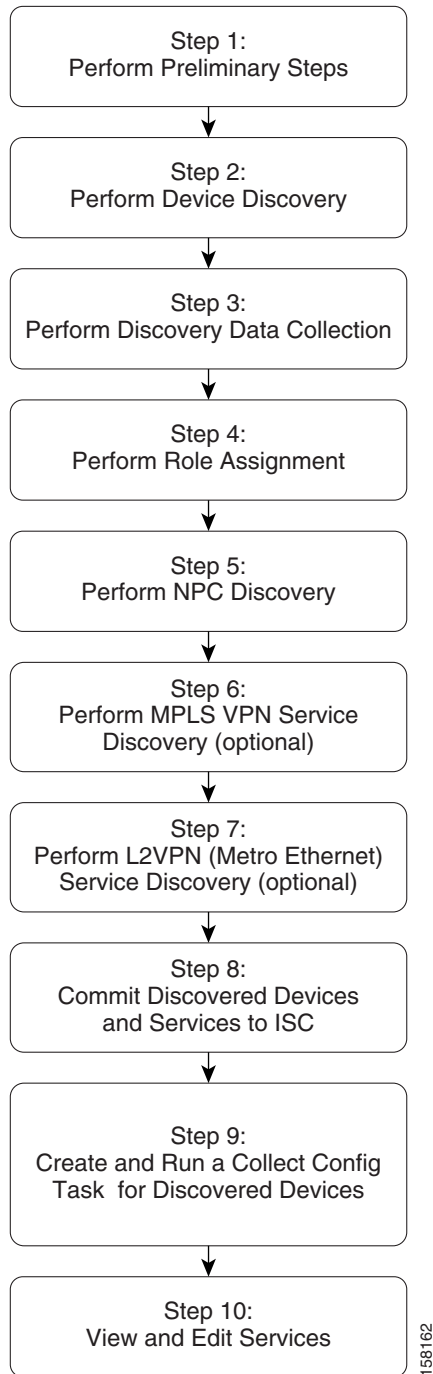 Step 1:
Perform Preliminary Steps
Step 2:
Perform Device Discovery
Step 3:
Perform Discovery Data Collection
Step 4:
Perform Role Assignment
Step 5:
Perform NPC Discovery
Step 6:
Perform MPLS VPN Service
Discovery (optional)
Step 7:
Perform L2VPN (Metro Ethernet)
Service Discovery (optional)
Step 8:
Commit Discovered Devices
and Services to ISC
Step 9:
Create and Run a Collect Config
Task for Discovered Devices
Step 10:
View and Edit Services
158162